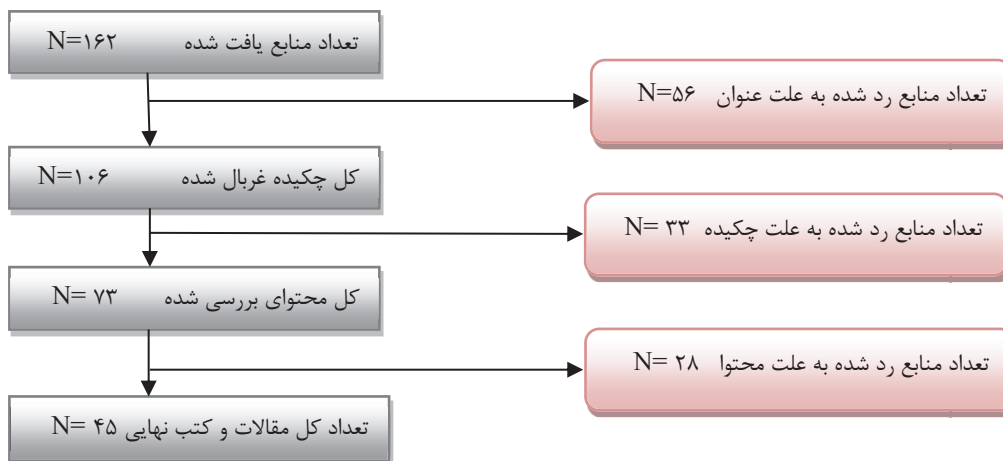 تعداد منابع یافت شده N=۱۶۲
تعداد منابع رد شده به علت عنوان N=۵۶
کل چکیده غربال شده N=۱۰۶
تعداد منابع رد شده به علت چکیده N= ۳۳
کل محتوای بررسی شده N= ۷۳
تعداد منابع رد شده به علت محتوا N= ۲۸
تعداد کل مقالات و کتب نهایی N= ۴۵